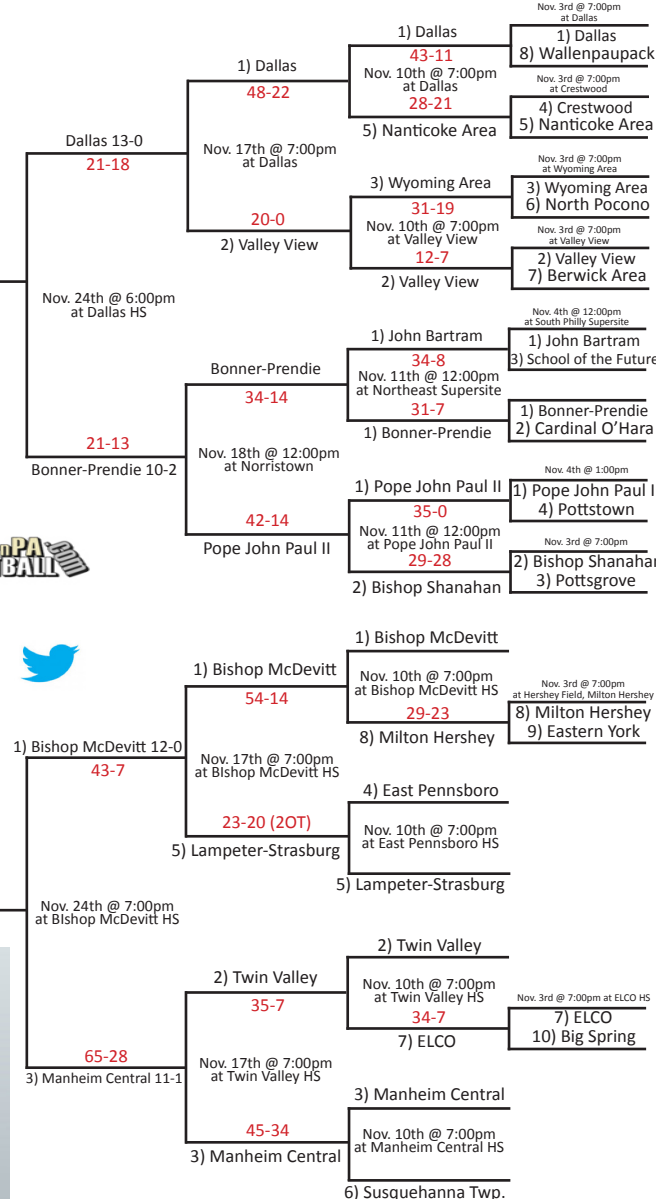 Nov. 3rd @ 7:00pm
at Dallas
1) Dallas
8) Wallenpaupack
1) Dallas
43-11
Nov. 10th @ 7:00pm
at Dallas
28-21
5) Nanticoke Area
Nov. 3rd @ 7:00pm
at Crestwood
4) Crestwood
5) Nanticoke Area
1) Dallas
48-22
Nov. 17th @ 7:00pm
at Dallas
20-0
2) Valley View
Dallas 13-0
21-18
Nov. 3rd @ 7:00pm
at Wyoming Area
3) Wyoming Area
6) North Pocono
3) Wyoming Area
31-19
Nov. 10th @ 7:00pm
at Valley View
12-7
2) Valley View
Nov. 3rd @ 7:00pm
at Valley View
2) Valley View
7) Berwick Area
Nov. 24th @ 6:00pm
at Dallas HS
Nov. 4th @ 12:00pm
at South Philly Supersite
1) John Bartram
3) School of the Future
1) John Bartram
34-8
Nov. 11th @ 12:00pm
at Northeast Supersite
31-7
1) Bonner-Prendie
1) Bonner-Prendie
2) Cardinal O'Hara
Bonner-Prendie
34-14
Nov. 18th @ 12:00pm
at Norristown
42-14
Pope John Paul II
21-13
Bonner-Prendie 10-2
Nov. 4th @ 1:00pm
1) Pope John Paul I
4) Pottstown
1) Pope John Paul II
35-0
Nov. 11th @ 12:00pm
at Pope John Paul II
29-28
2) Bishop Shanahan
Nov. 3rd @ 7:00pm
2) Bishop Shanahan
3) Pottsgrove
nPA
BALL
.com
1) Bishop McDevitt
Nov. 10th @ 7:00pm
at Bishop McDevitt HS
29-23
8) Milton Hershey
Nov. 3rd @ 7:00pm
at Hershey Field, Milton Hershey
8) Milton Hershey
9) Eastern York
1) Bishop McDevitt
54-14
Nov. 17th @ 7:00pm
at BIshop McDevitt HS
23-20 (2OT)
5) Lampeter-Strasburg
1) Bishop McDevitt 12-0
43-7
4) East Pennsboro
Nov. 10th @ 7:00pm
at East Pennsboro HS
5) Lampeter-Strasburg
Nov. 24th @ 7:00pm
at BIshop McDevitt HS
2) Twin Valley
Nov. 10th @ 7:00pm
at Twin Valley HS
34-7
7) ELCO
Nov. 3rd @ 7:00pm at ELCO HS
7) ELCO
10) Big Spring
2) Twin Valley
35-7
Nov. 17th @ 7:00pm
at Twin Valley HS
45-34
3) Manheim Central
65-28
3) Manheim Central 11-1
3) Manheim Central
Nov. 10th @ 7:00pm
at Manheim Central HS
6) Susquehanna Twp.